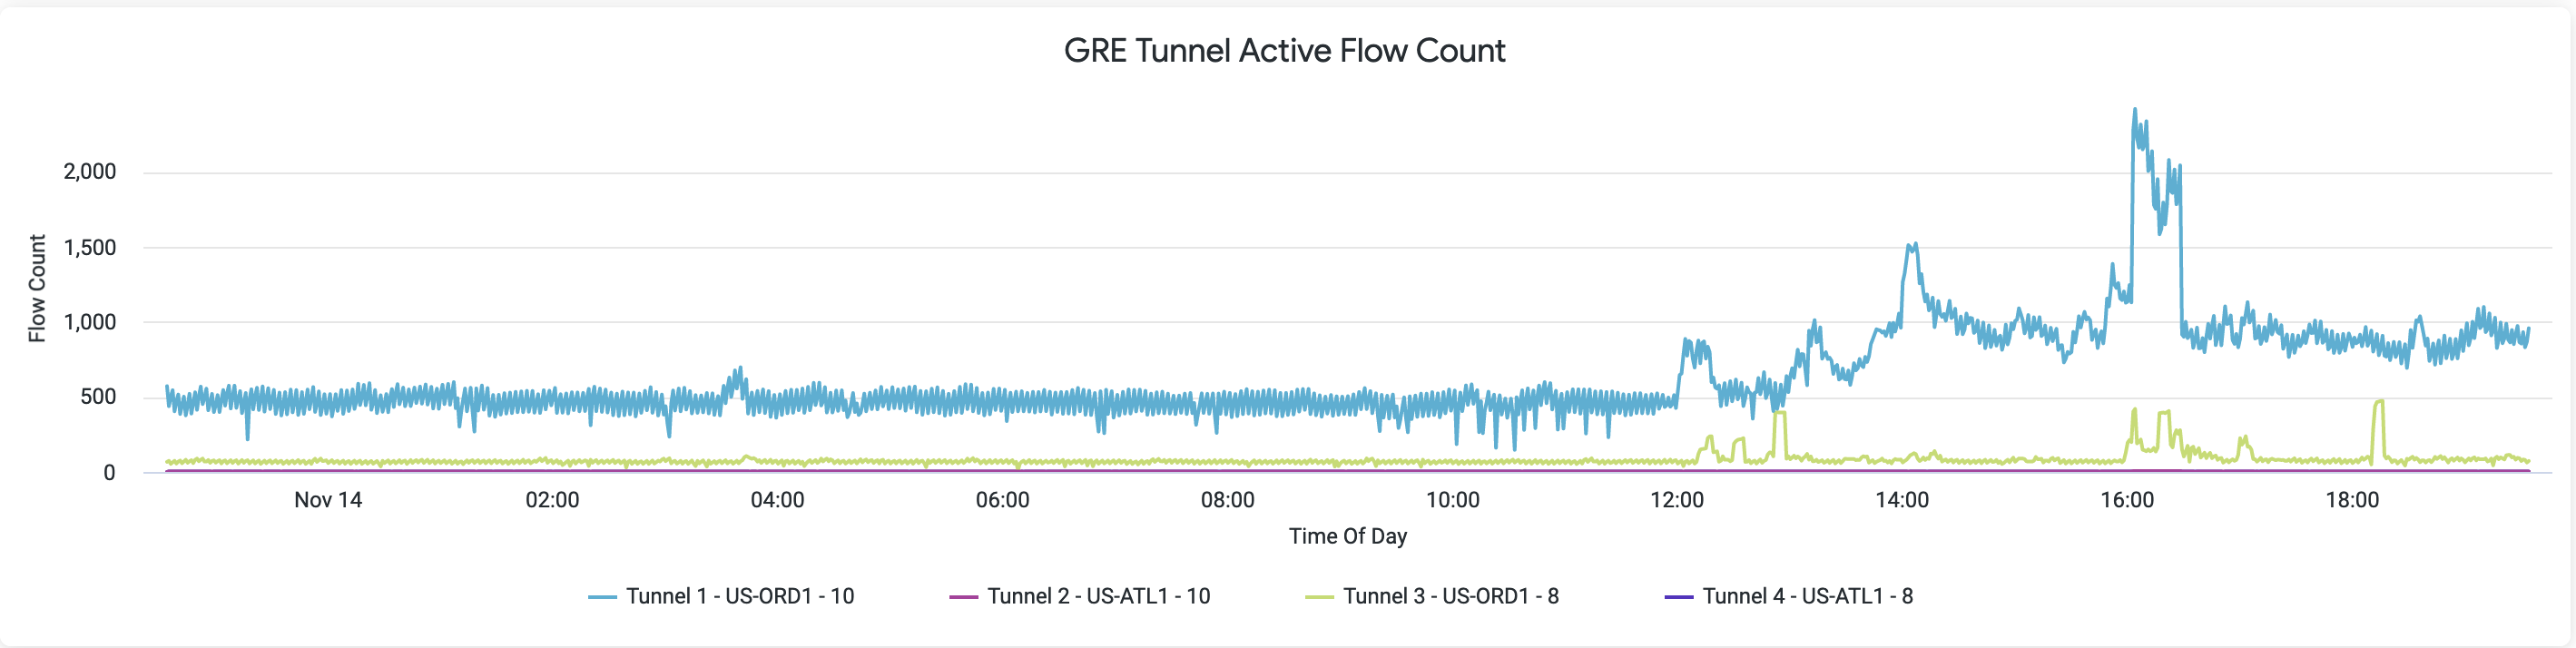 GRE Tunnel Active Flow Count
Flow Count
2,000
1,500
1,000
500
0
Nov 14 02:00 04:00 06:00 08:00 10:00 12:00 14:00 16:00 18:00
Time Of Day
Tunnel 1 - US-ORD1 - 10 Tunnel 2 - US-ATL1 - 10 Tunnel 3 - US-ORD1 - 8 Tunnel 4 - US-ATL1 - 8